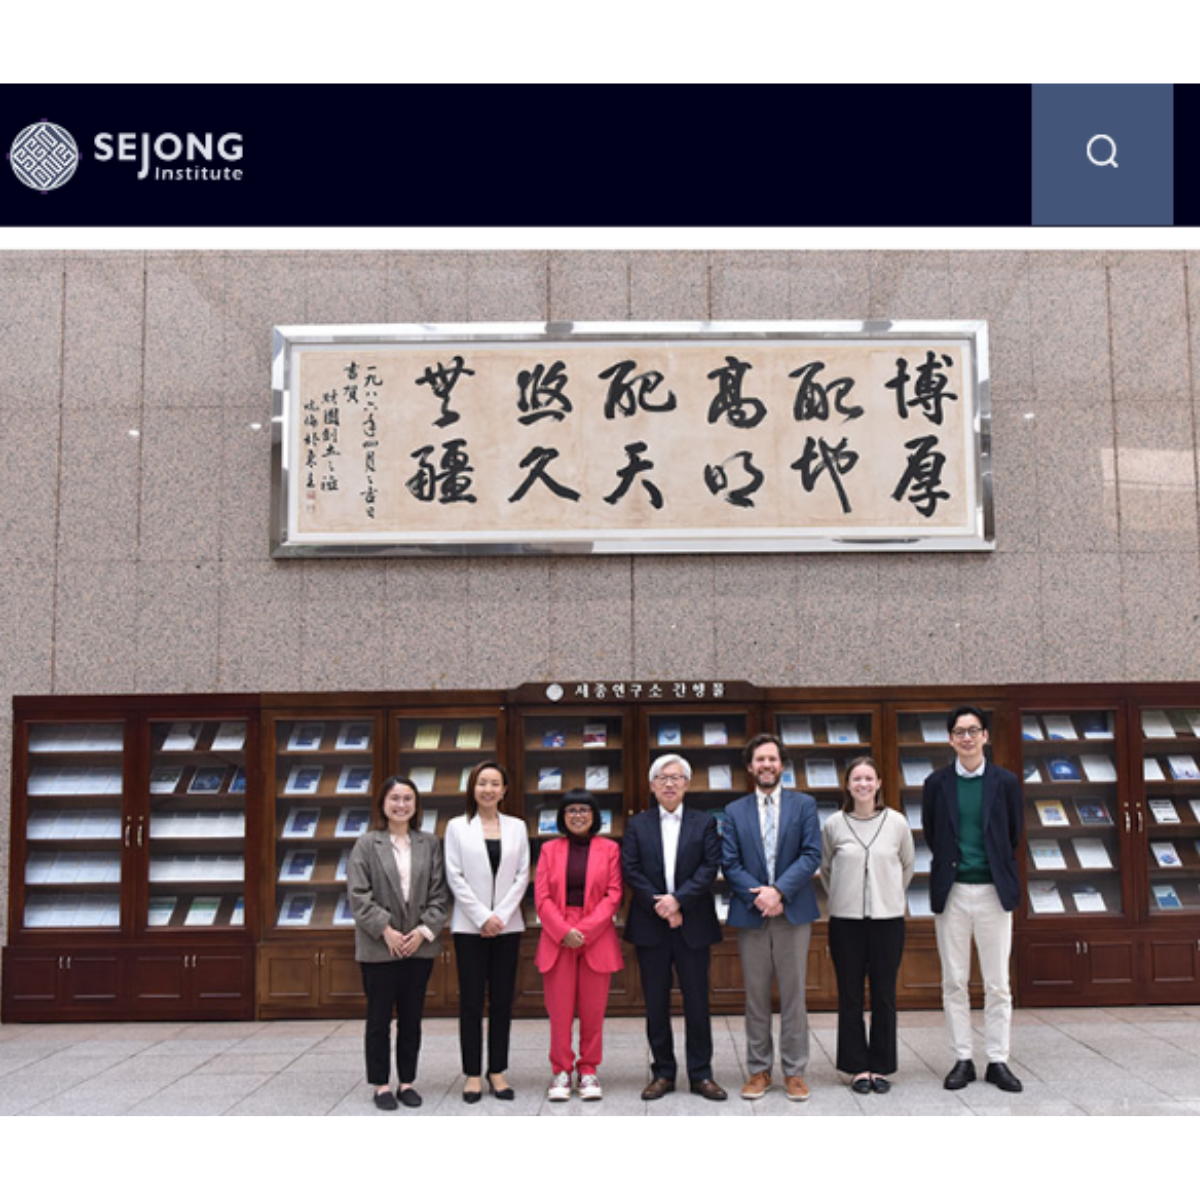 SEJONG
Institute
博厚
配地
高明
配天
悠久
無疆
一九八六年四月之吉日
書賀
財團創立之
세종연구소 간행물